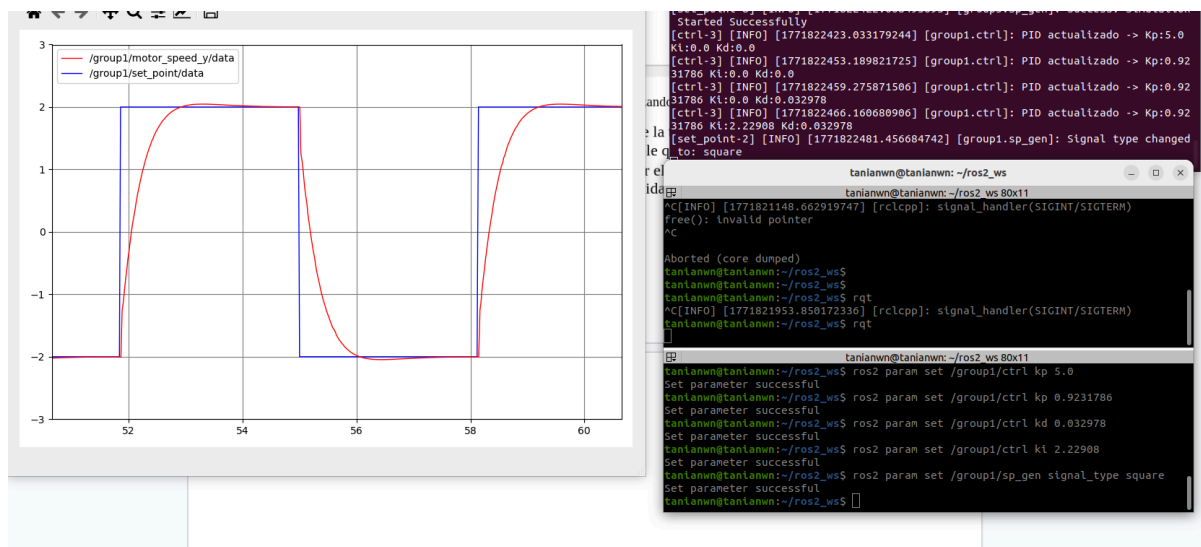 3
2
1
0
−1
−2
−3
52
54
56
58
60
/group1/motor_speed_y/data
/group1/set_point/data
Started Successfully
[ctrl-3] [INFO] [1771822423.033179244] [group1.ctrl]: PID actualizado -> Kp:5.0
Ki:0.0 Kd:0.0
[ctrl-3] [INFO] [1771822453.189821725] [group1.ctrl]: PID actualizado -> Kp:0.92
31786 Ki:0.0 Kd:0.0
[ctrl-3] [INFO] [1771822459.275871506] [group1.ctrl]: PID actualizado -> Kp:0.92
31786 Ki:0.0 Kd:0.032978
[ctrl-3] [INFO] [1771822466.160680906] [group1.ctrl]: PID actualizado -> Kp:0.92
31786 Ki:2.22908 Kd:0.032978
[set_point-2] [INFO] [1771822481.456684742] [group1.sp_gen]: Signal type changed
to: square
tanianwn@tanianwn: ~/ros2_ws
tanianwn@tanianwn: ~/ros2_ws 80x11
^C[INFO] [1771821148.662919747] [rclcpp]: signal_handler(SIGINT/SIGTERM)
free(): invalid pointer
^C
Aborted (core dumped)
tanianwn@tanianwn:~/ros2_ws$
tanianwn@tanianwn:~/ros2_ws$
tanianwn@tanianwn:~/ros2_ws$ rqt
^C[INFO] [1771821953.850172336] [rclcpp]: signal_handler(SIGINT/SIGTERM)
tanianwn@tanianwn:~/ros2_ws$ rqt
tanianwn@tanianwn: ~/ros2_ws 80x11
tanianwn@tanianwn:~/ros2_ws$ ros2 param set /group1/ctrl kp 5.0
Set parameter successful
tanianwn@tanianwn:~/ros2_ws$ ros2 param set /group1/ctrl kp 0.9231786
Set parameter successful
tanianwn@tanianwn:~/ros2_ws$ ros2 param set /group1/ctrl kd 0.032978
Set parameter successful
tanianwn@tanianwn:~/ros2_ws$ ros2 param set /group1/ctrl ki 2.22908
Set parameter successful
tanianwn@tanianwn:~/ros2_ws$ ros2 param set /group1/sp_gen signal_type square
Set parameter successful
tanianwn@tanianwn:~/ros2_ws$